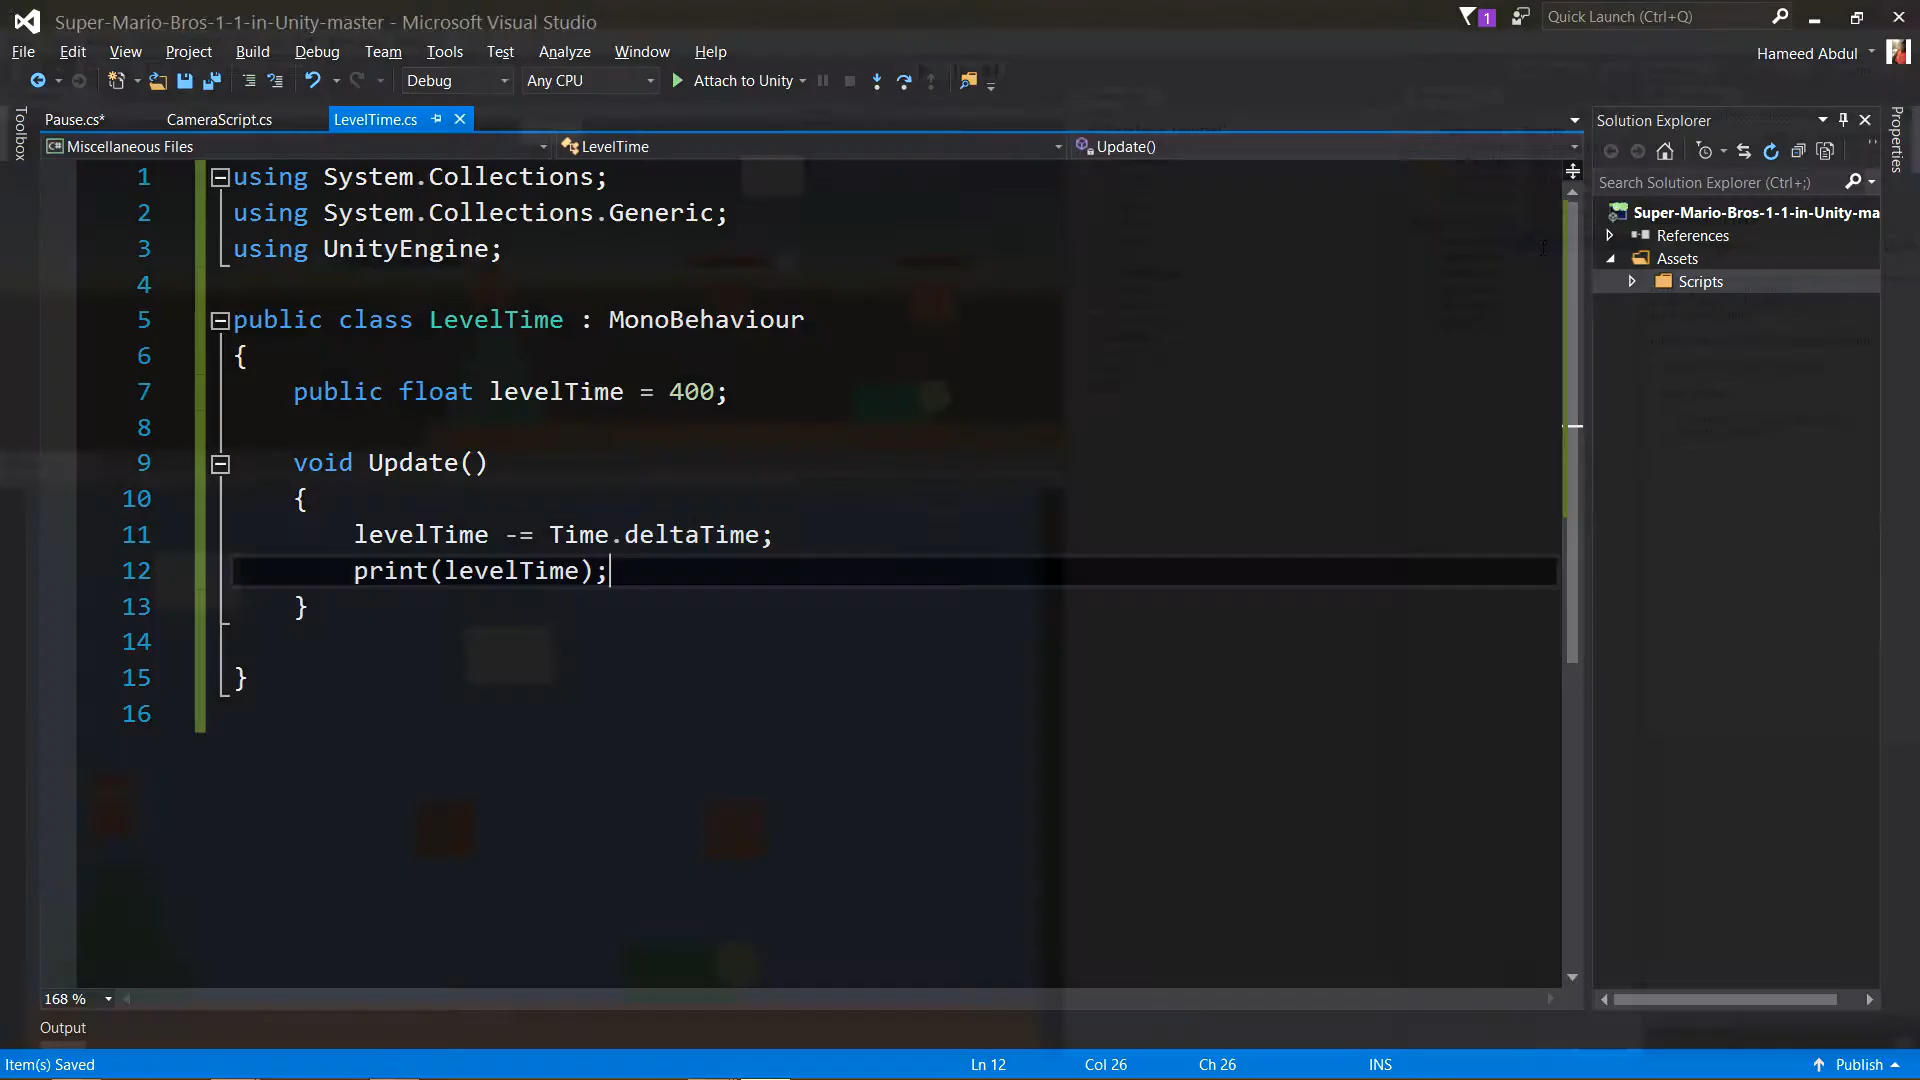 Super-Mario-Bros-1-1-in-Unity-master - Microsoft Visual Studio
1
Quick Launch (Ctrl+Q)
File Edit View Project Build Debug Team Tools Test Analyze Window Help
Hameed Abdul
Debug Any CPU Attach to Unity
Toolbox
Pause.cs* CameraScript.cs LevelTime.cs
Miscellaneous Files LevelTime Update()
1 using System.Collections;
2 using System.Collections.Generic;
3 using UnityEngine;
4
5 public class LevelTime : MonoBehaviour
6 {
7 public float levelTime = 400;
8
9 void Update()
10 {
11 levelTime -= Time.deltaTime;
12 print(levelTime);
13 }
14
15 }
16
168 %
Output
Solution Explorer
Search Solution Explorer (Ctrl+;)
Super-Mario-Bros-1-1-in-Unity-ma
References
Assets
Scripts
Properties
Item(s) Saved Ln 12 Col 26 Ch 26 INS Publish